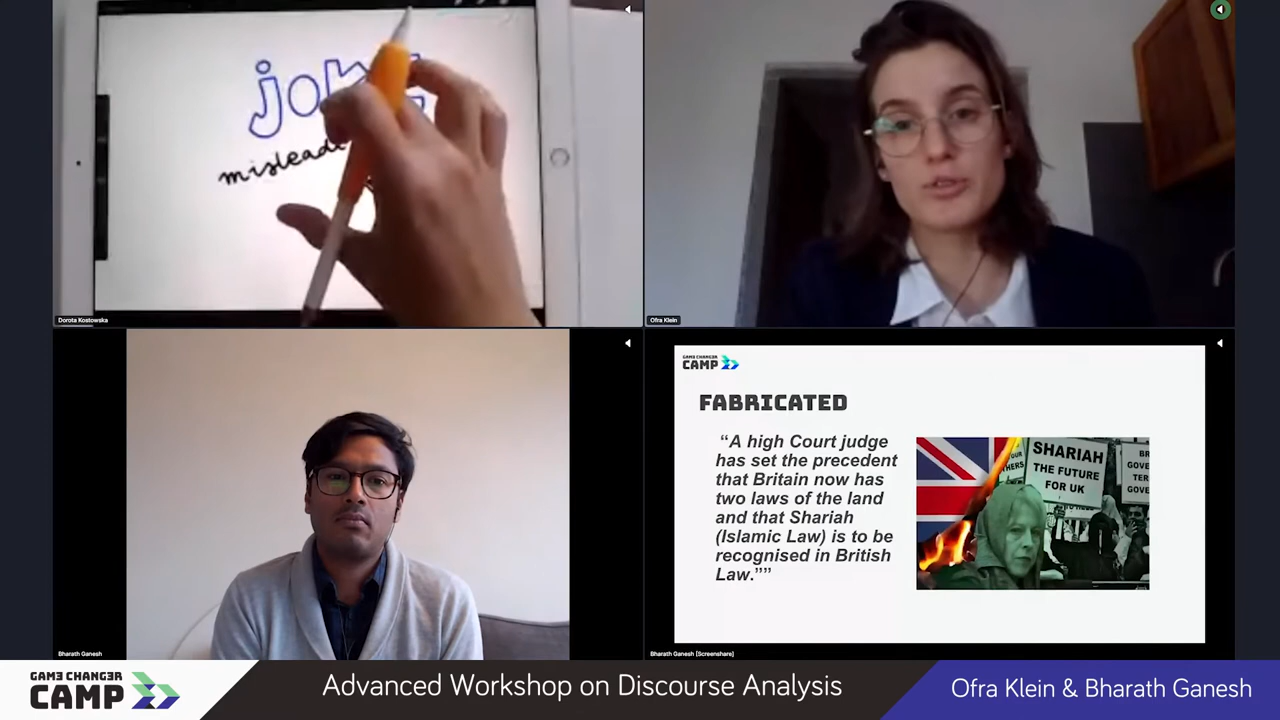 jo
mislead
Dorota Kostowska
Ofra Klein
Bharath Ganesh
GAME CHANGER
CAMP
FABRICATED
“A high Court judge
has set the precedent
that Britain now has
two laws of the land
and that Shariah
(Islamic Law) is to be
recognised in British
Law.””
SHARIAH
THE FUTURE
FOR UK
Bharath Ganesh [Screenshare]
GAME CHANGER
CAMP
Advanced Workshop on Discourse Analysis
Ofra Klein & Bharath Ganesh